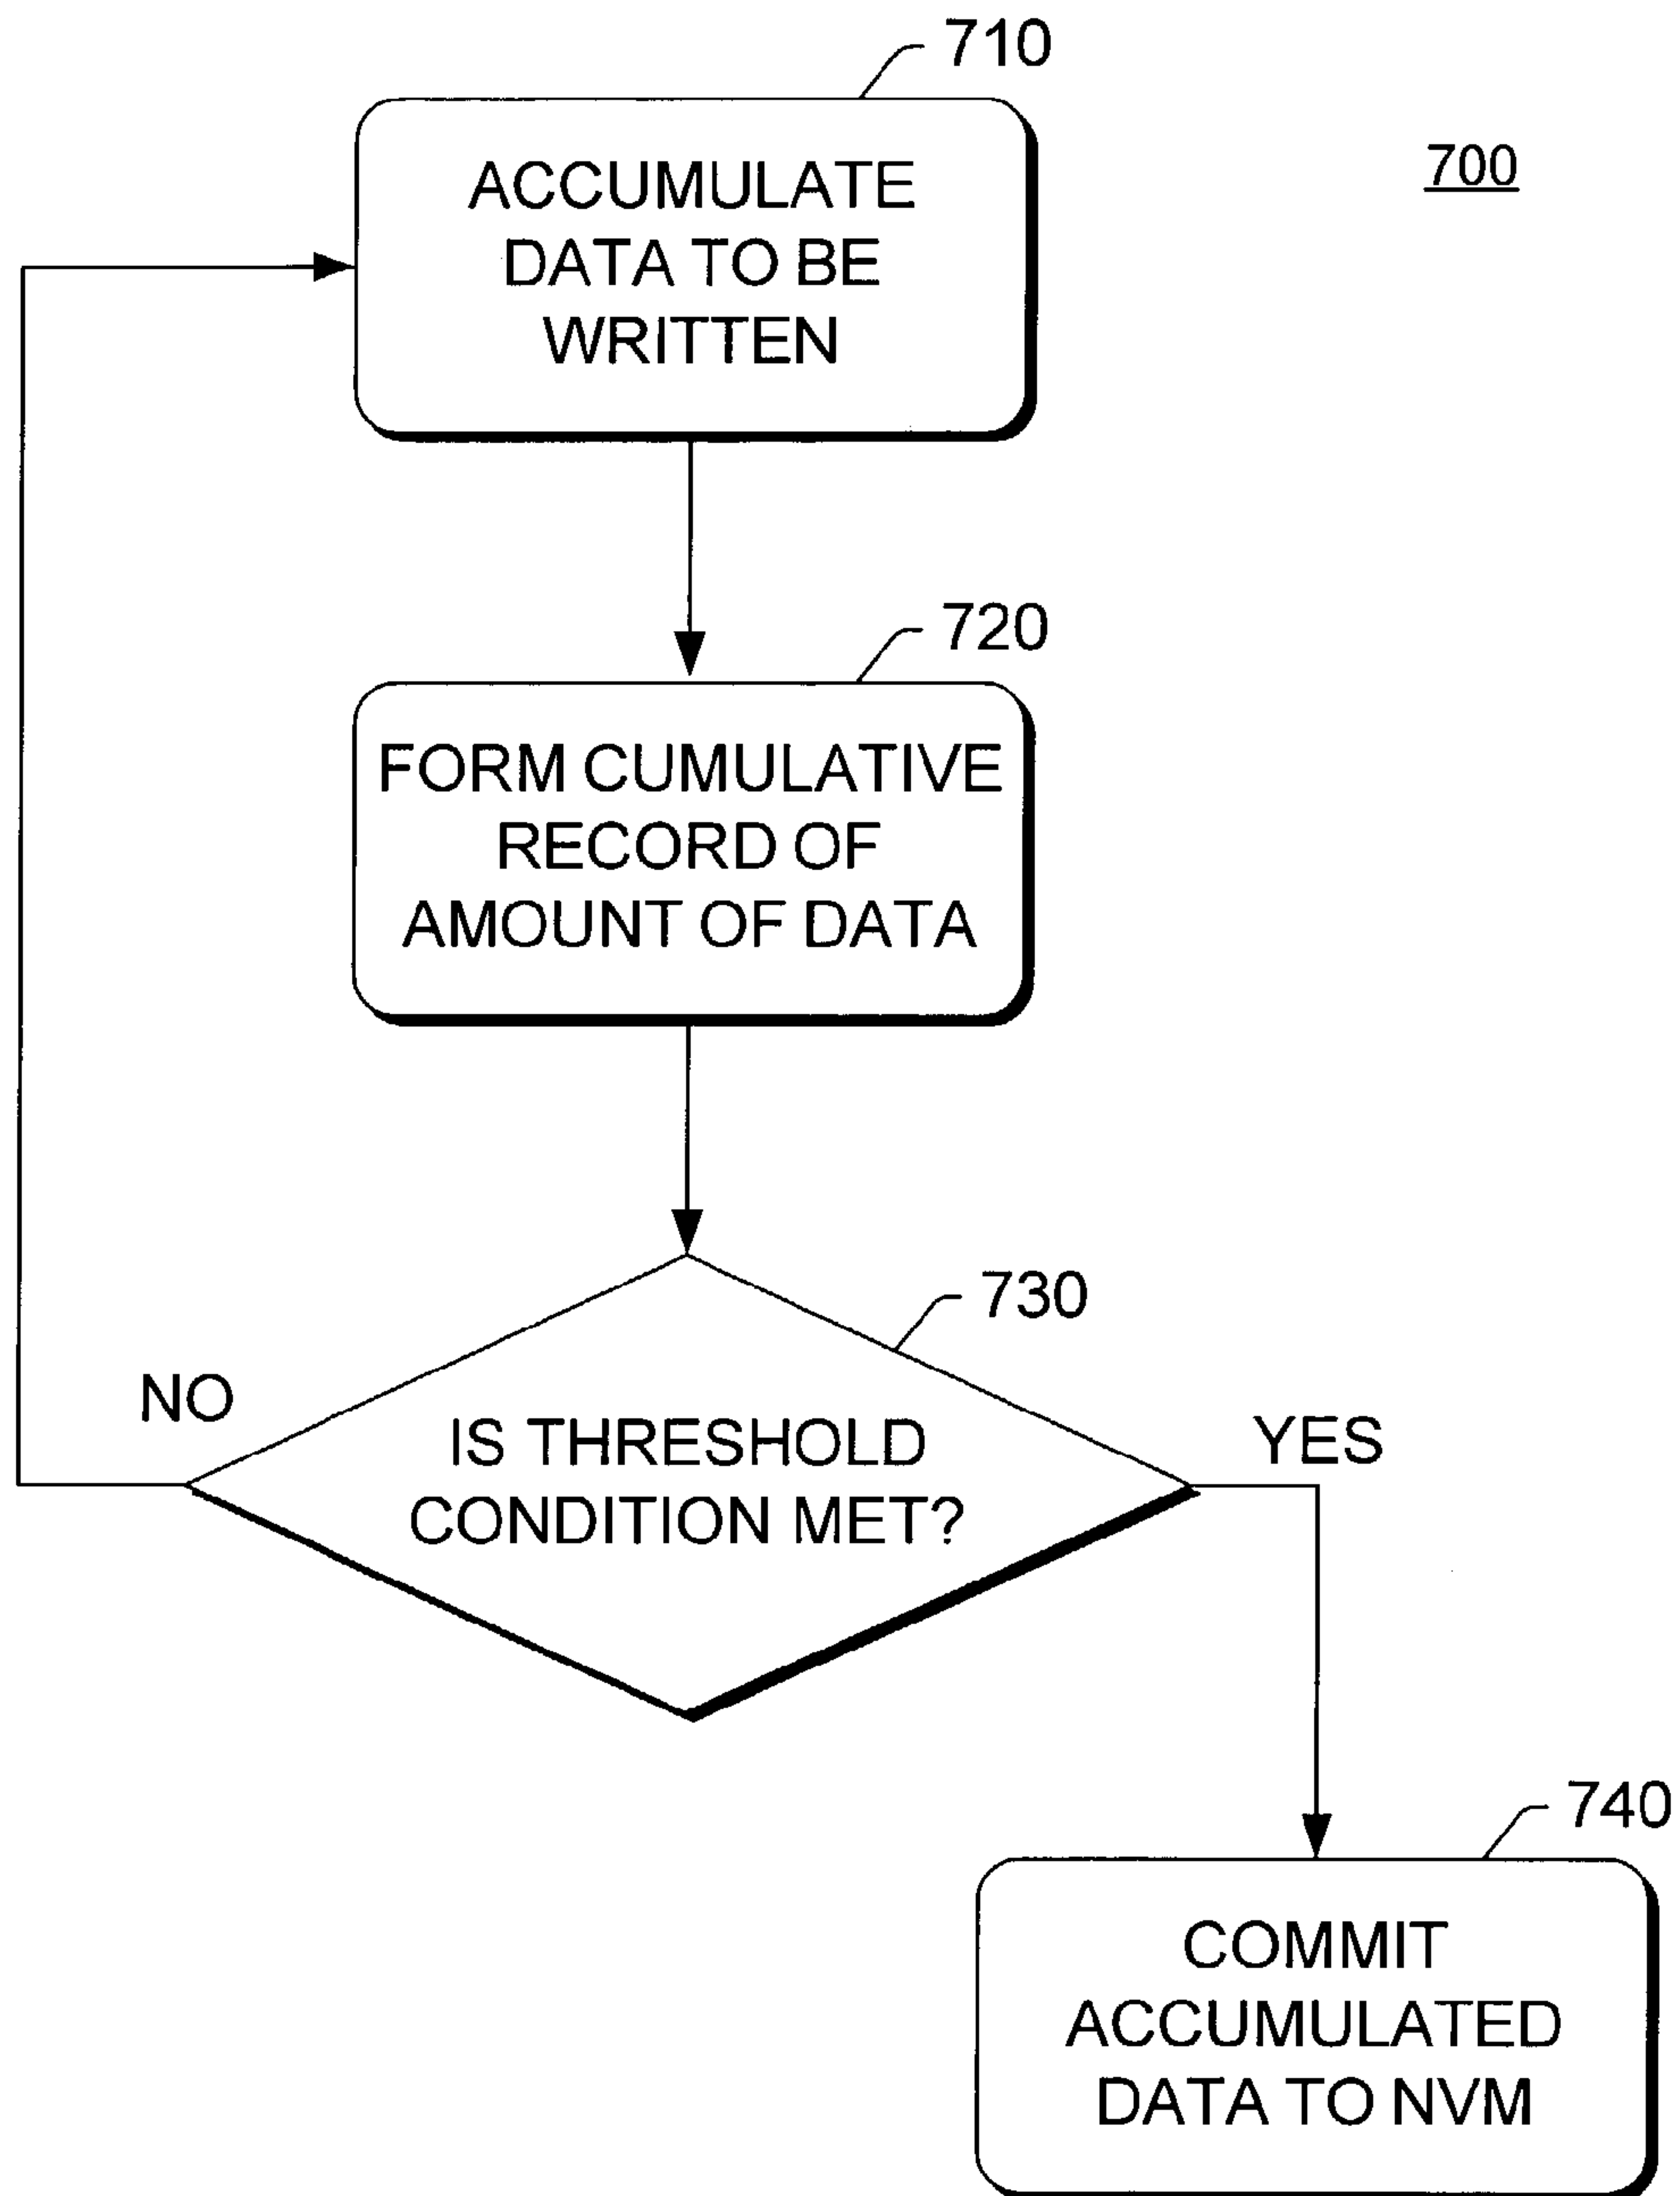 710
700
ACCUMULATE
DATA TO BE
WRITTEN
720
FORM CUMULATIVE
RECORD OF
AMOUNT OF DATA
730
NO
IS THRESHOLD
CONDITION MET?
YES
740
COMMIT
ACCUMULATED
DATA TO NVM